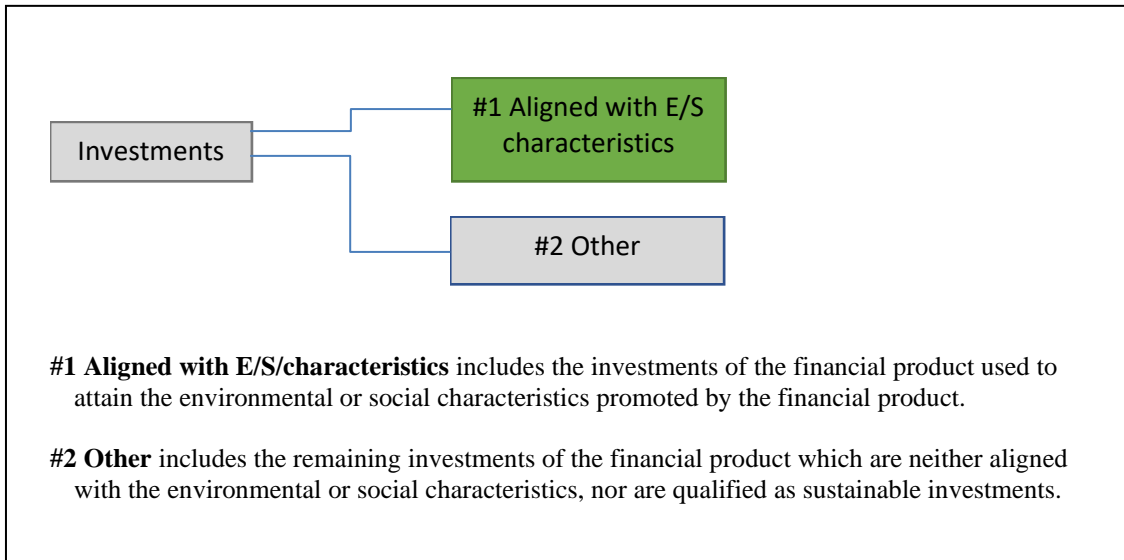 #1 Aligned with E/S
characteristics
Investments
#2 Other
#1 Aligned with E/S/characteristics includes the investments of the financial product used to
attain the environmental or social characteristics promoted by the financial product.
#2 Other includes the remaining investments of the financial product which are neither aligned
with the environmental or social characteristics, nor are qualified as sustainable investments.